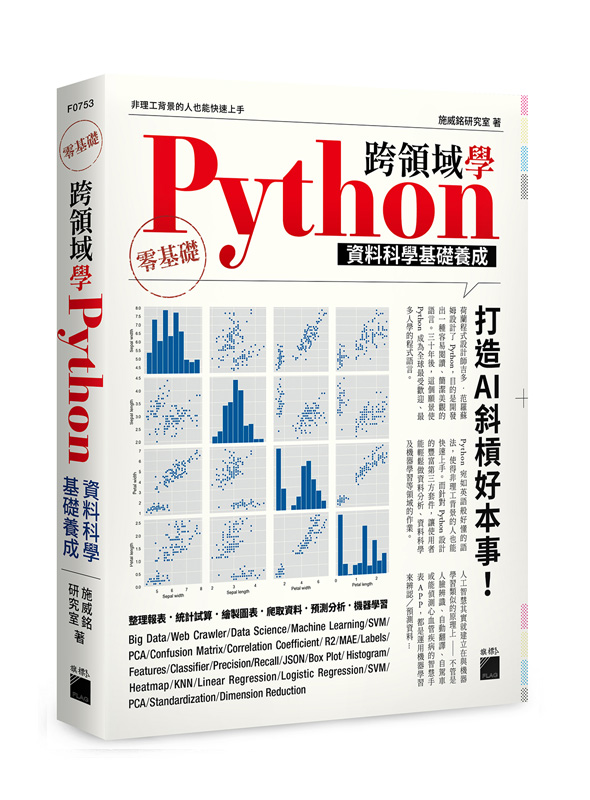 F0753
零基礎
跨領域學
Python
資料科學
基礎養成
施威銘
研究室 著
旗標
FLAG
非理工背景的人也能快速上手
施威銘研究室 著
跨領域學
Python
零基礎
資料科學基礎養成
打造AI斜槓好本事！
荷蘭程式設計師吉多．范羅蘇
姆設計了 Python，目的是開發
出一種容易閱讀、簡潔美觀的
語言。三十年後，這個願景使
Python 成為全球最受歡迎、最
多人學的程式語言。
Python 宛如英語般好懂的語
法，使得非理工背景的人也能
快速上手。而針對 Python 設計
的豐富第三方套件，讓使用者
能輕鬆做資料分析、資料科學
及機器學習等領域的作業。
人工智慧其實就建立在與機器
學習類似的原理上——不管是
人臉辨識、自動翻譯、自駕車
或能偵測心血管疾病的智慧手
表 APP，都是運用機器學習
來辨認／預測資料…
Sepal width
Sepal length
Petal width
Petal length
Sepal width
Sepal length
Petal width
Petal length
整理報表．統計試算．繪製圖表．爬取資料．預測分析．機器學習
Big Data/Web Crawler/Data Science/Machine Learning/SVM/
PCA/Confusion Matrix/Correlation Coefficient/ R2/MAE/Labels/
Features/Classifier/Precision/Recall/JSON/Box Plot/ Histogram/
Heatmap/KNN/Linear Regression/Logistic Regression/SVM/
PCA/Standardization/Dimension Reduction
旗標
FLAG